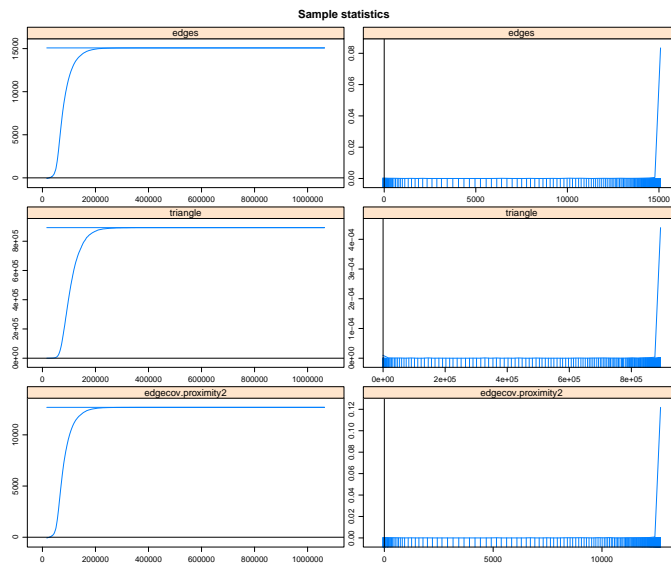 Sample statistics
edges
edges
0 5000 10000 15000
0 200000 400000 600000 800000 1000000
0.00 0.02 0.04 0.06 0.08
0 5000 10000 15000
triangle
triangle
0e+00 2e+05 4e+05 6e+05 8e+05
0 200000 400000 600000 800000 1000000
0e+00 1e-04 2e-04 3e-04 4e-04
0e+00 2e+05 4e+05 6e+05 8e+05
edgecov.proximity2
edgecov.proximity2
0 5000 10000
0 200000 400000 600000 800000 1000000
0.00 0.02 0.04 0.06 0.08 0.10 0.12
0 5000 10000